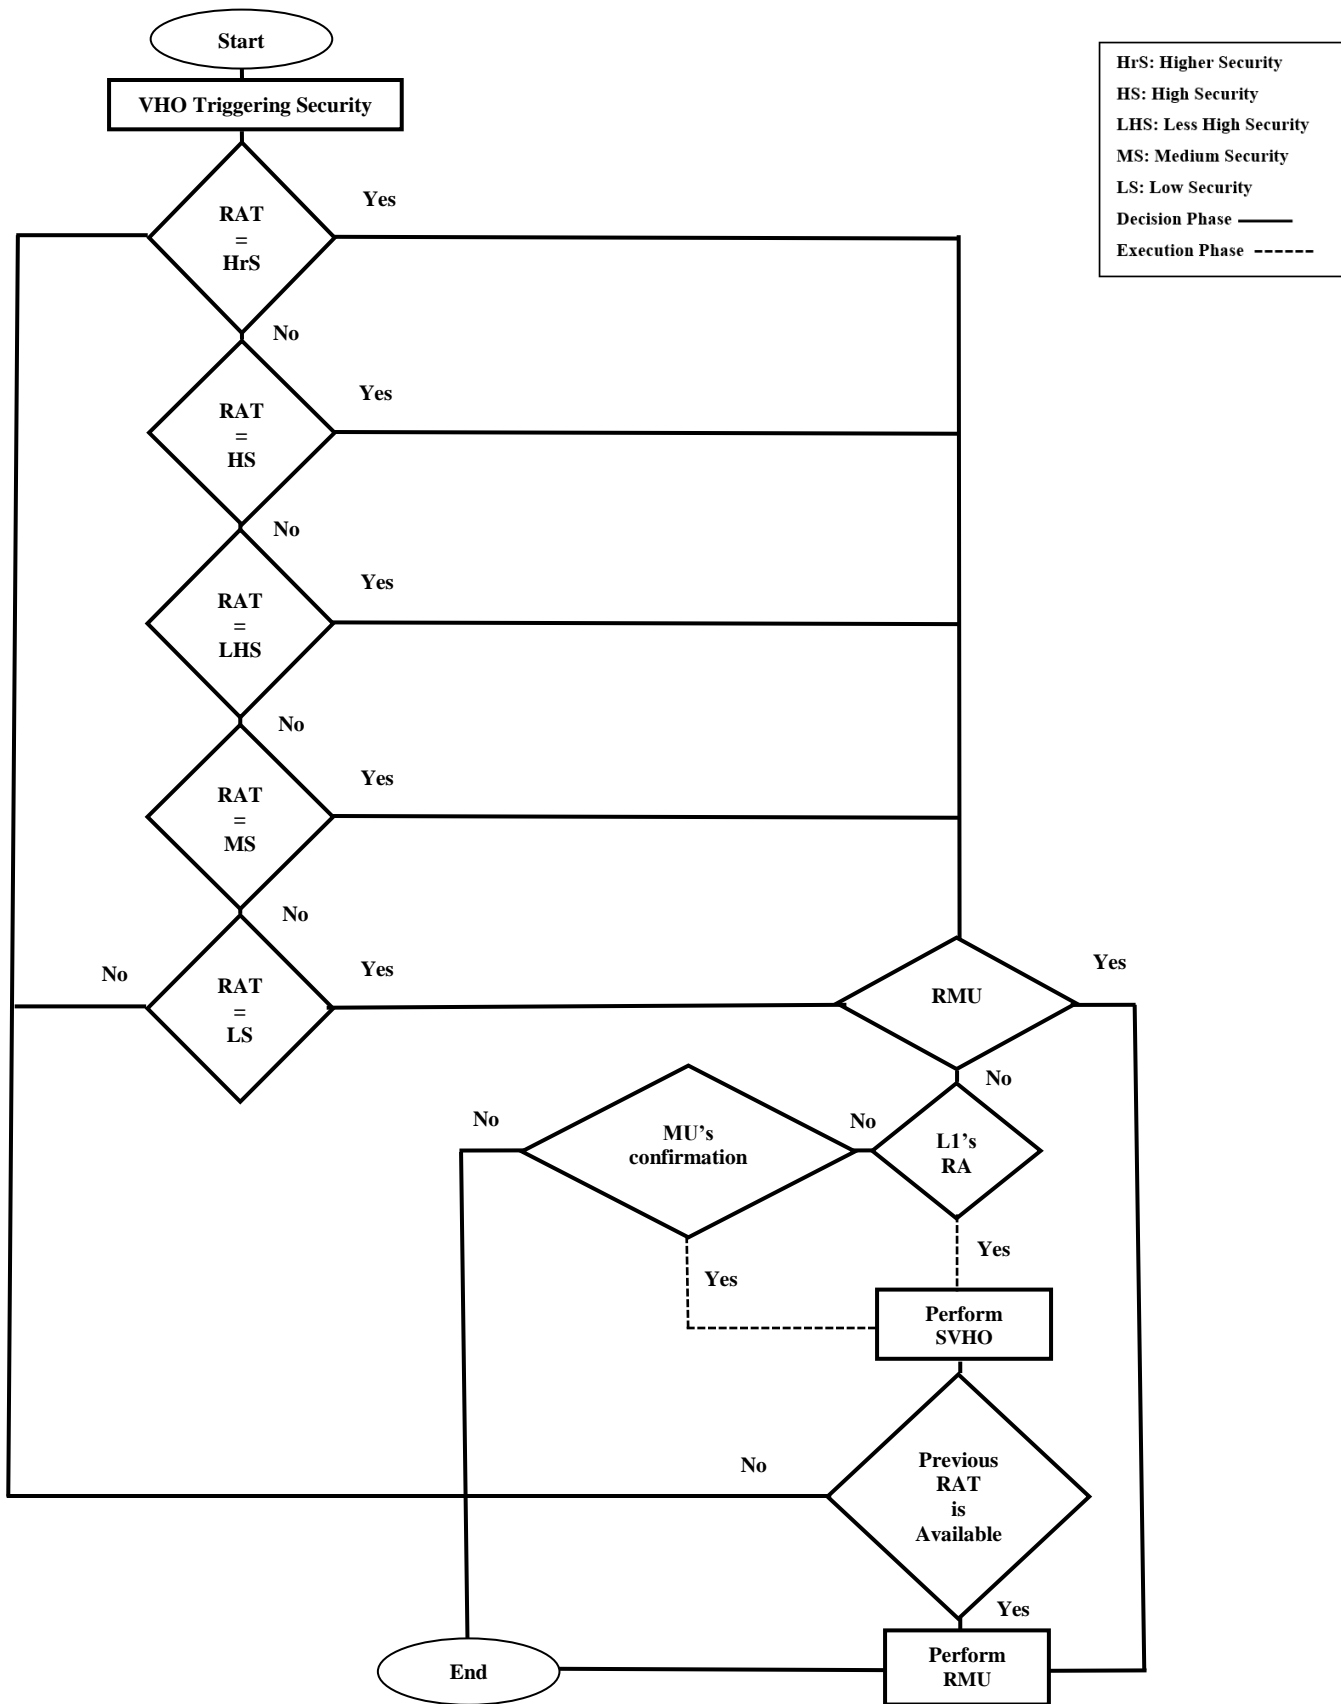 Start
VHO Triggering Security
HrS: Higher Security
HS: High Security
LHS: Less High Security
MS: Medium Security
LS: Low Security
Decision Phase
Execution Phase
Yes
RAT
=
HrS
No
Yes
RAT
=
HS
No
Yes
RAT
=
LHS
No
Yes
RAT
=
MS
No
No
Yes
RAT
=
LS
Yes
RMU
No
No
No
MU's
confirmation
L1's
RA
Yes
Yes
Perform
SVHO
No
Previous
RAT
is
Available
Yes
End
Perform
RMU